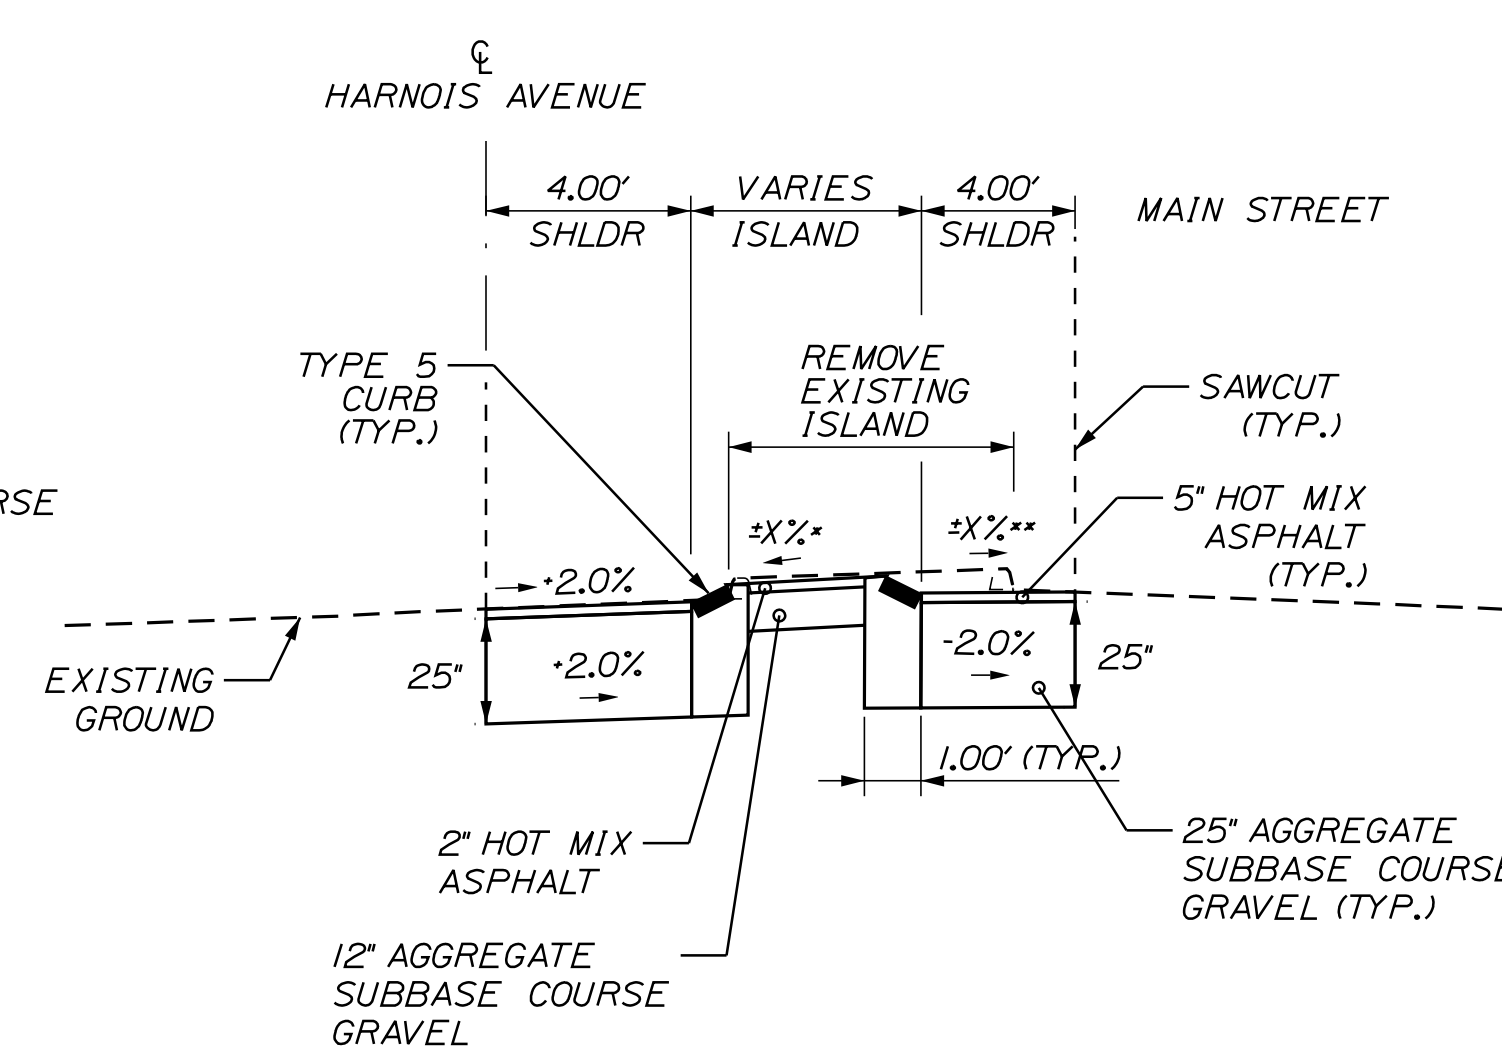 ℄
HARNOIS AVENUE
4.00' VARIES 4.00'
SHLDR ISLAND SHLDR
MAIN STREET
TYPE 5
CURB
(TYP.)
REMOVE
EXISTING
ISLAND
SAWCUT
(TYP.)
5" HOT MIX
ASPHALT
(TYP.)
RSE
±X%* ±X%**
+2.0%
+2.0%
-2.0%
25"
25"
EXISTING
GROUND
1.00' (TYP.)
2" HOT MIX
ASPHALT
25" AGGREGATE
SUBBASE COURSE
GRAVEL (TYP.)
12" AGGREGATE
SUBBASE COURSE
GRAVEL